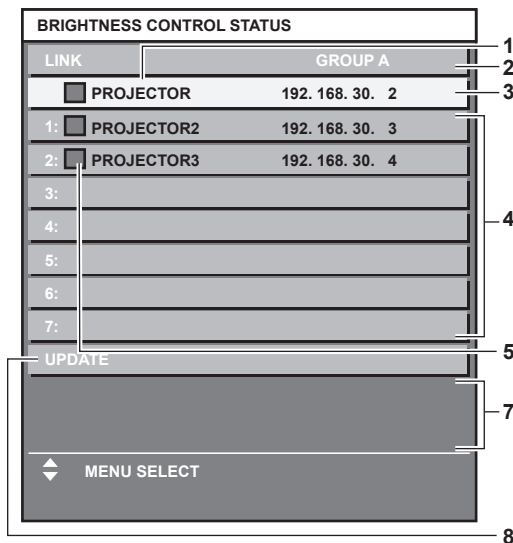 BRIGHTNESS CONTROL STATUS
LINK GROUP A
PROJECTOR 192. 168. 30. 2
1: PROJECTOR2 192. 168. 30. 3
2: PROJECTOR3 192. 168. 30. 4
3:
4:
5:
6:
7:
UPDATE
MENU SELECT
1
2
3
4
5
7
8